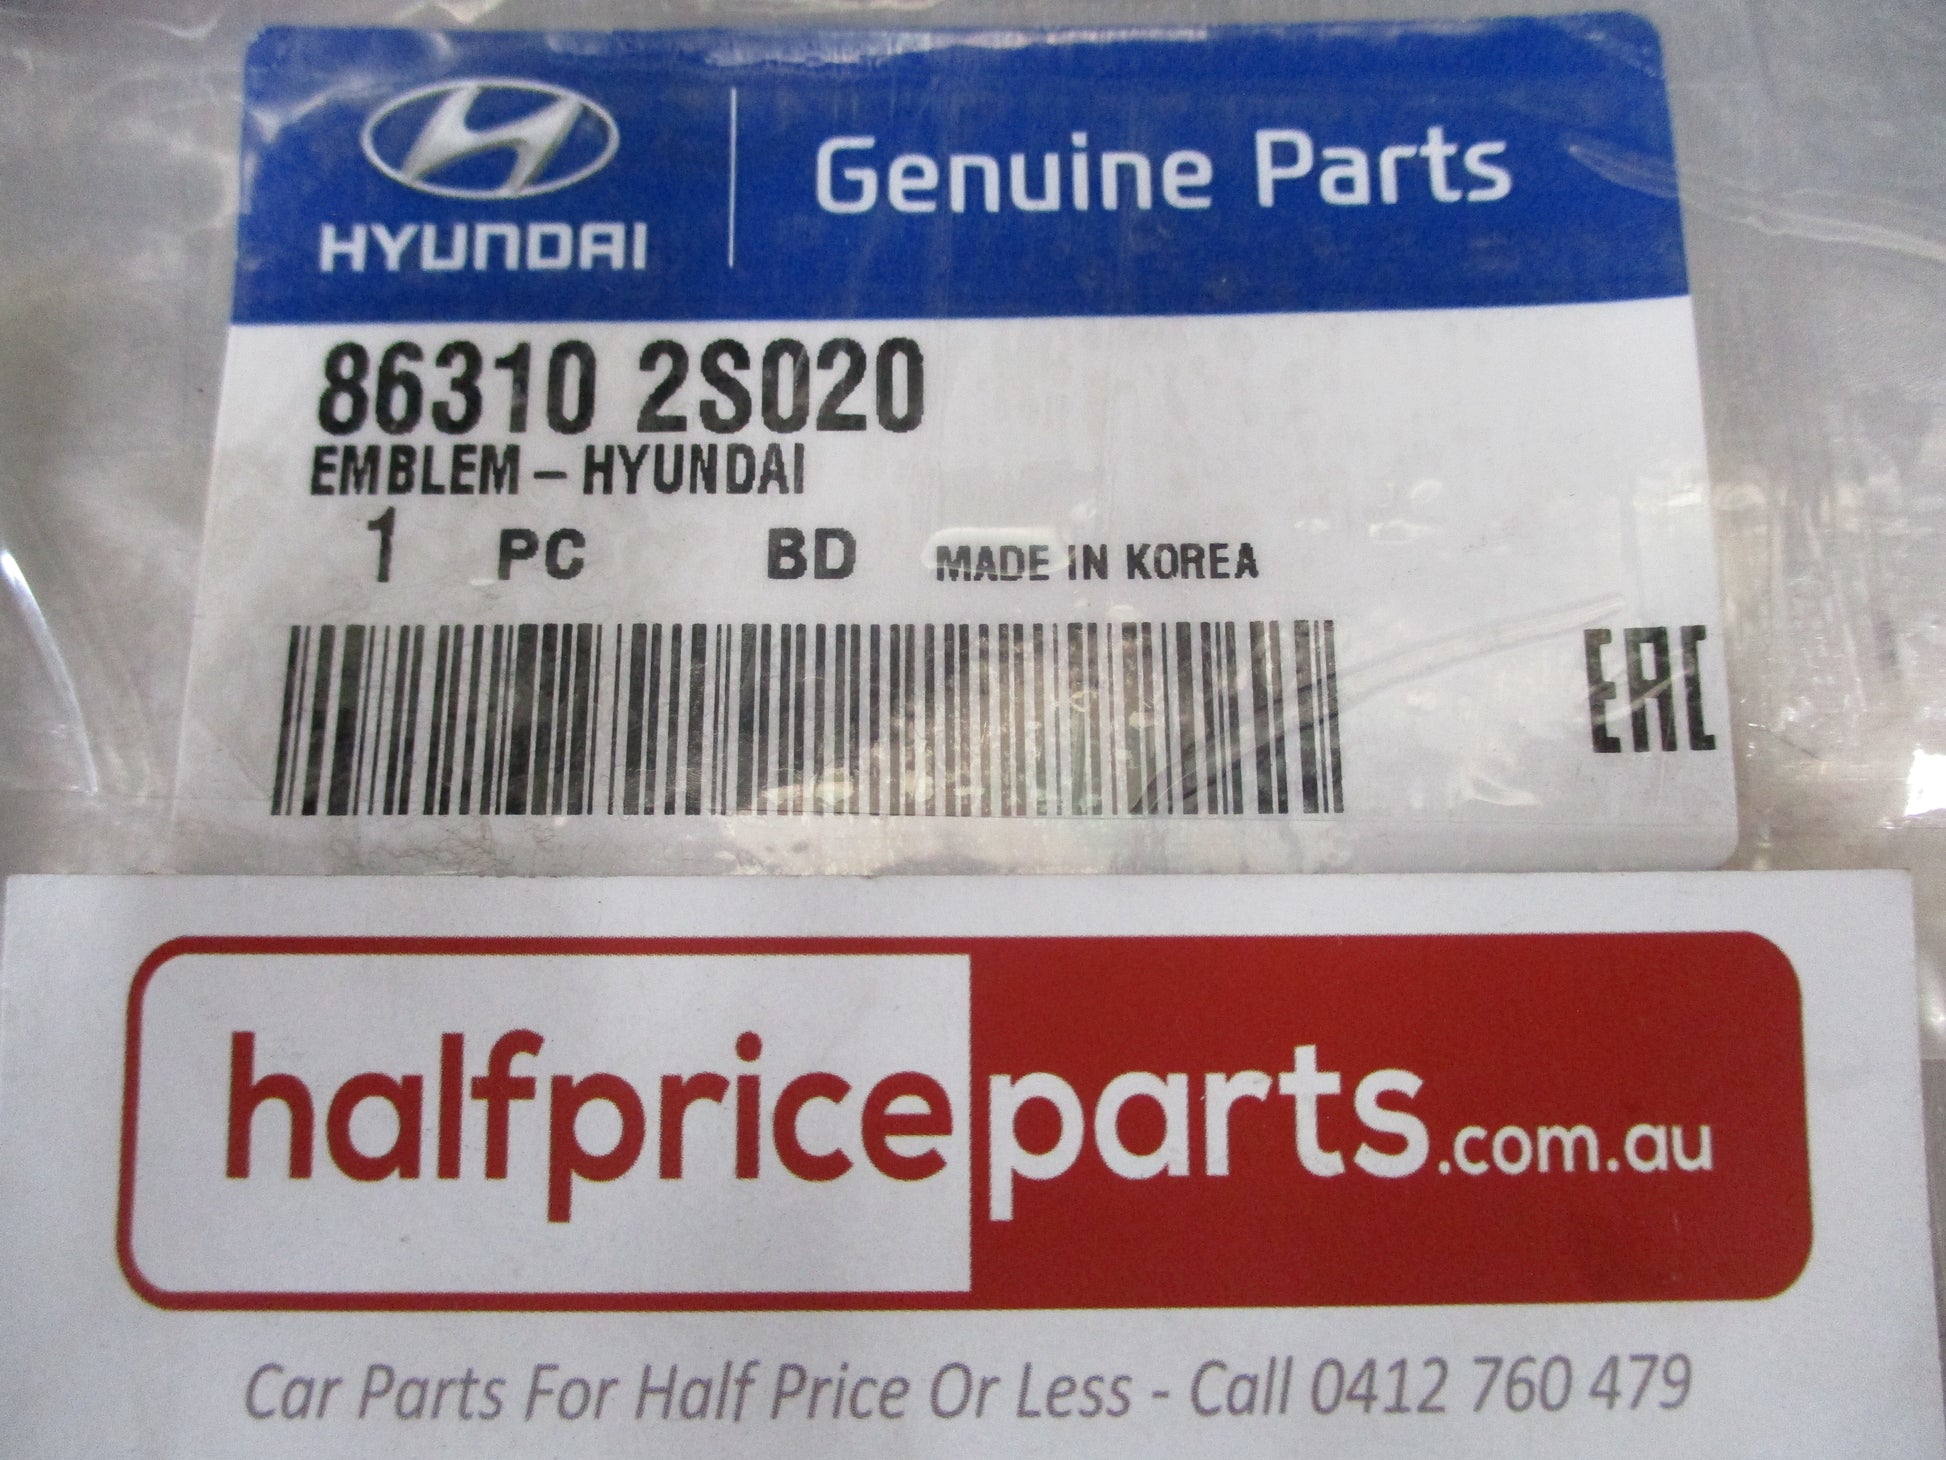 HYUNDAI
Genuine Parts
86310 2S020
EMBLEM – HYUNDAI
1 PC BD MADE IN KOREA
EAC
halfpriceparts.com.au
Car Parts For Half Price Or Less - Call 0412 760 479